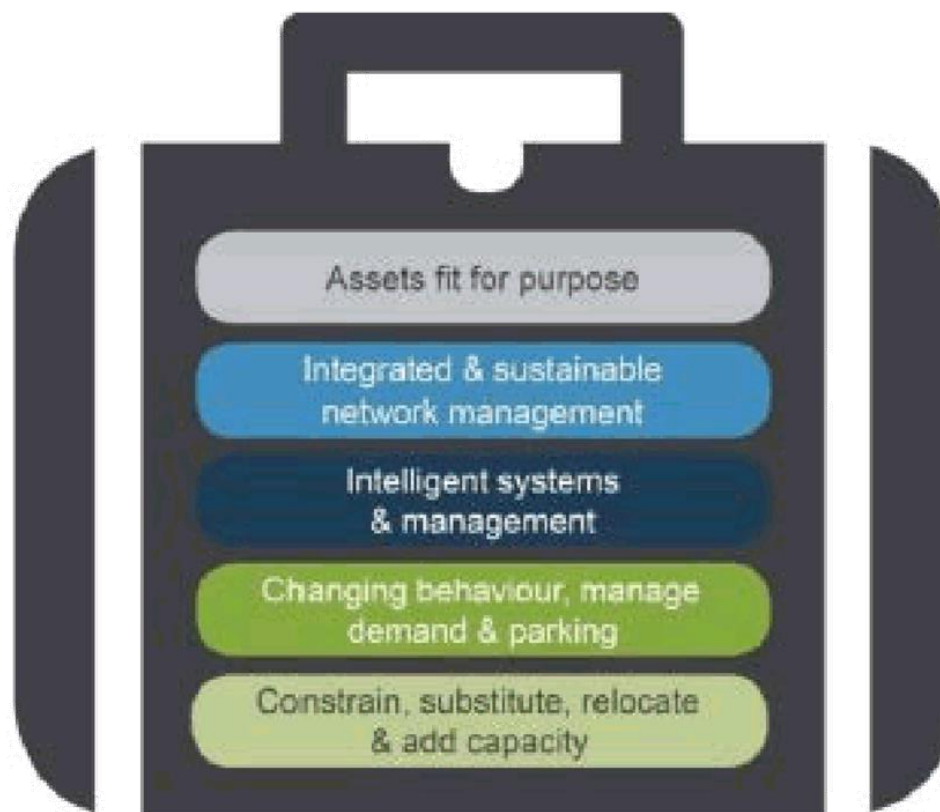 Assets fit for purpose
Integrated & sustainable
network management
Intelligent systems
& management
Changing behaviour, manage
demand & parking
Constrain, substitute, relocate
& add capacity